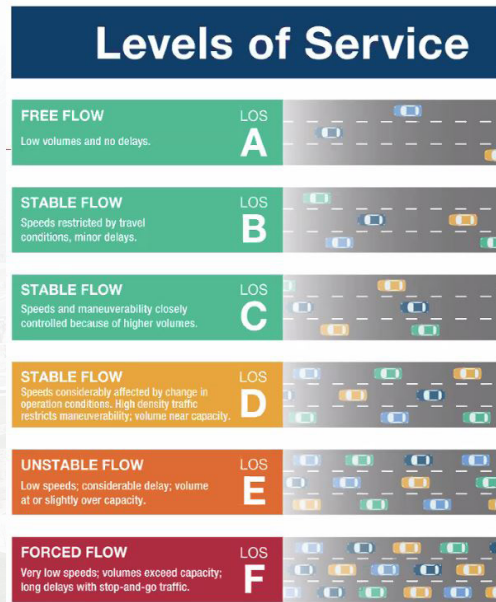 Levels of Service
FREE FLOW
Low volumes and no delays.
LOS
A
STABLE FLOW
Speeds restricted by travel
conditions, minor delays.
LOS
B
STABLE FLOW
Speeds and maneuverability closely
controlled because of higher volumes.
LOS
C
STABLE FLOW
Speeds considerably affected by change in
operation conditions. High density traffic
restricts maneuverability; volume near capacity.
LOS
D
UNSTABLE FLOW
Low speeds; considerable delay; volume
at or slightly over capacity.
LOS
E
FORCED FLOW
Very low speeds; volumes exceed capacity;
long delays with stop-and-go traffic.
LOS
F